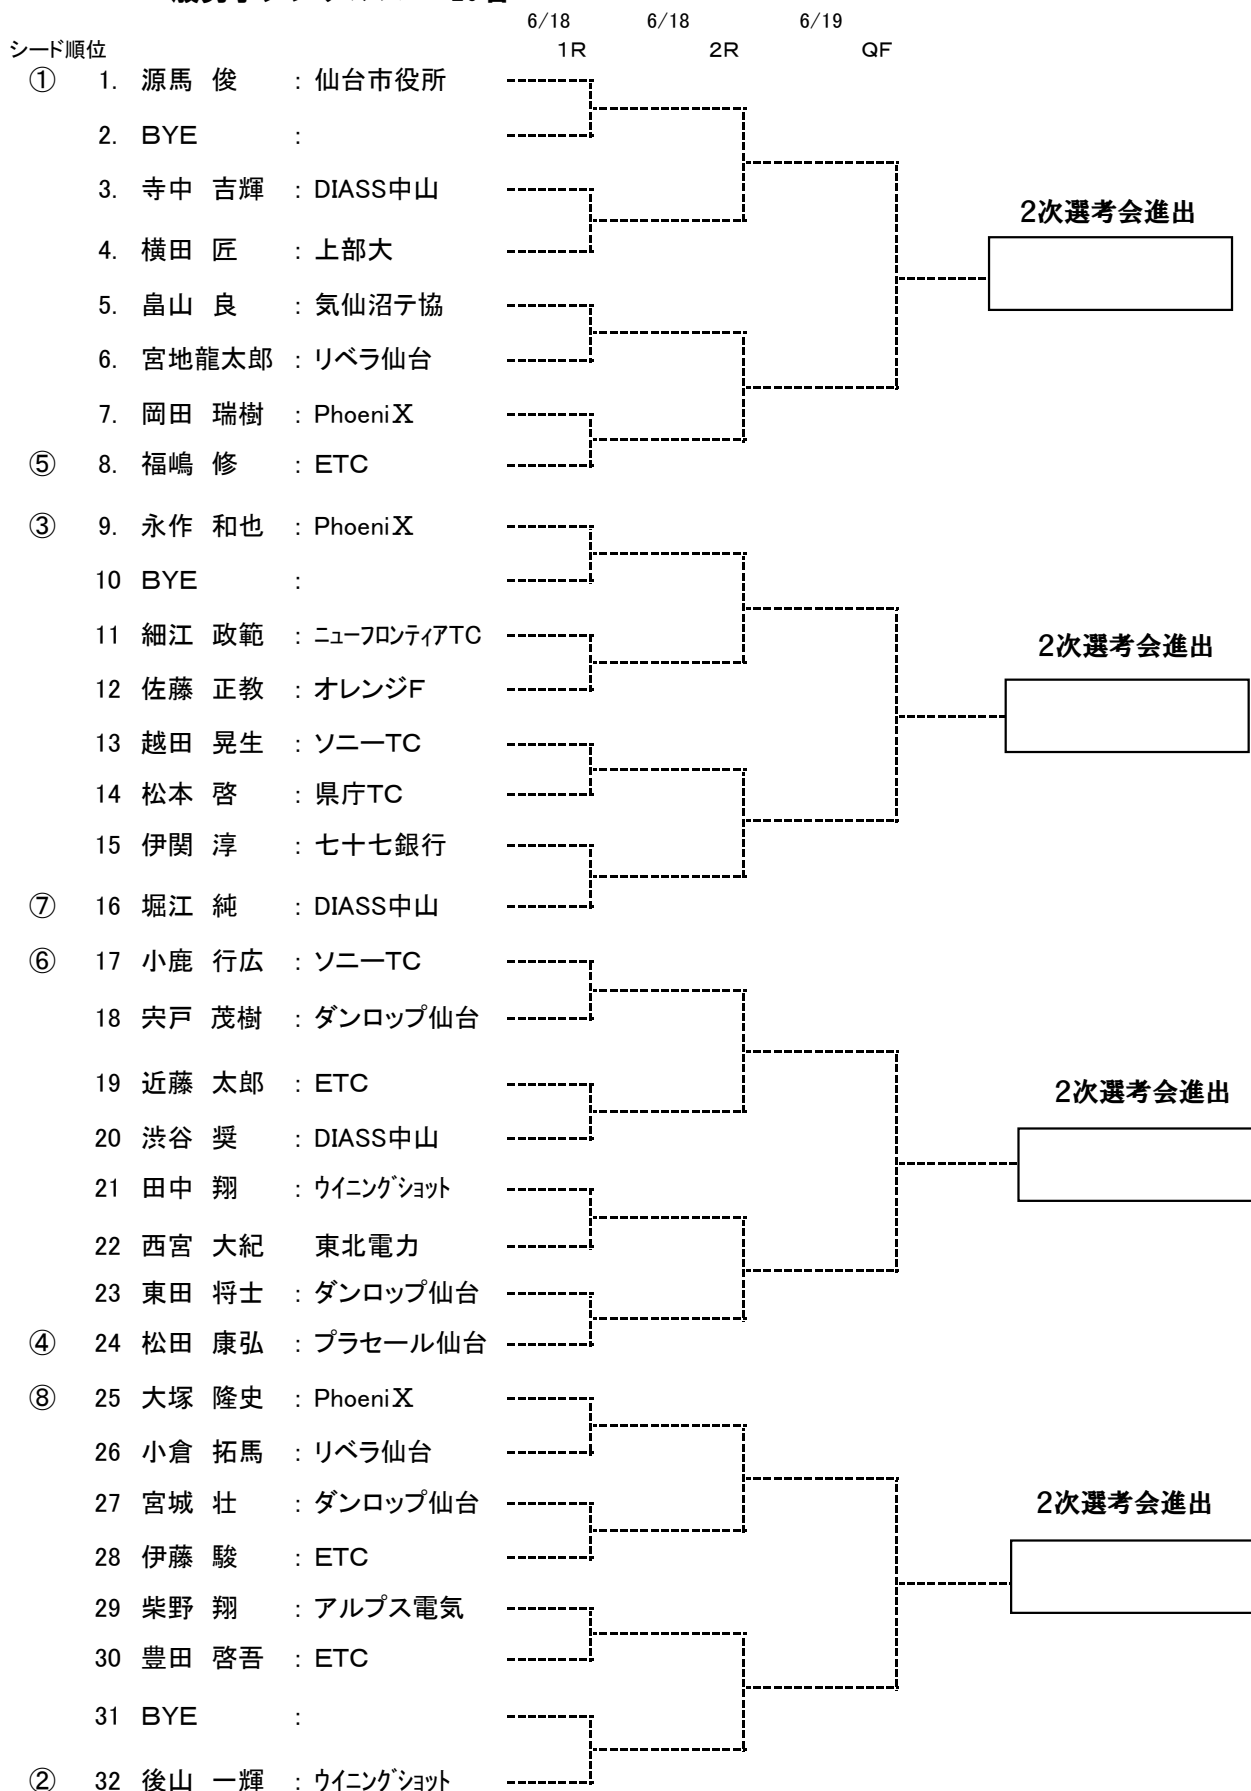 6/18 6/18 6/19
シード順位 1R 2R QF
① 1. 源馬 俊 : 仙台市役所
2. BYE :
3. 寺中 吉輝 : DIASS中山
2次選考会進出
4. 横田 匠 : 上部大
5. 畠山 良 : 気仙沼テ協
6. 宮地龍太郎 : リベラ仙台
7. 岡田 瑞樹 : PhoeniX
⑤ 8. 福嶋 修 : ETC
③ 9. 永作 和也 : PhoeniX
10 BYE :
11 細江 政範 : ニューフロンティアTC
2次選考会進出
12 佐藤 正教 : オレンジF
13 越田 晃生 : ソニーTC
14 松本 啓 : 県庁TC
15 伊関 淳 : 七十七銀行
⑦ 16 堀江 純 : DIASS中山
⑥ 17 小鹿 行広 : ソニーTC
18 宍戸 茂樹 : ダンロップ仙台
19 近藤 太郎 : ETC
2次選考会進出
20 渋谷 奨 : DIASS中山
21 田中 翔 : ウイニングショット
22 西宮 大紀 東北電力
23 東田 将士 : ダンロップ仙台
④ 24 松田 康弘 : プラセール仙台
⑧ 25 大塚 隆史 : PhoeniX
26 小倉 拓馬 : リベラ仙台
27 宮城 壮 : ダンロップ仙台
2次選考会進出
28 伊藤 駿 : ETC
29 柴野 翔 : アルプス電気
30 豊田 啓吾 : ETC
31 BYE :
② 32 後山 一輝 : ウイニングショット